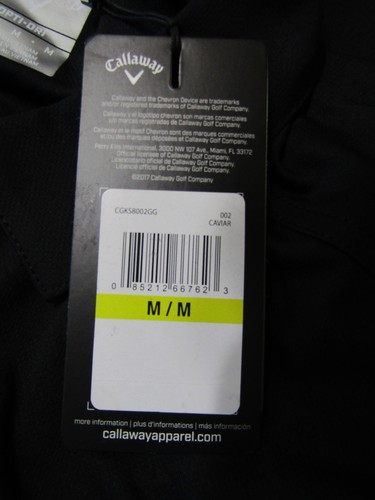 OPTI-DRI
M • M
Callaway
Callaway and the Chevron Device are trademarks
and/or registered trademarks of Callaway Golf Company.
Callaway y el logotipo chevron son marcas comerciales
y/o marcas registradas de Callaway Golf Company.
Callaway et le motif Chevron sont des marques commerciales
et/ou des marques déposées de Callaway Golf Company.
Perry Ellis International, 3000 NW 107 Ave., Miami, FL 33172
Official licensee of Callaway Golf Company.
Licenciatario oficial de Callaway Golf Company.
Licencié officiel de Callaway Golf Company.
©2017 Callaway Golf Company
CGKS8002GG 002
CAVIAR
0 85212 66762 3
M / M
more information | plus d'informations | más información
callawayapparel.com